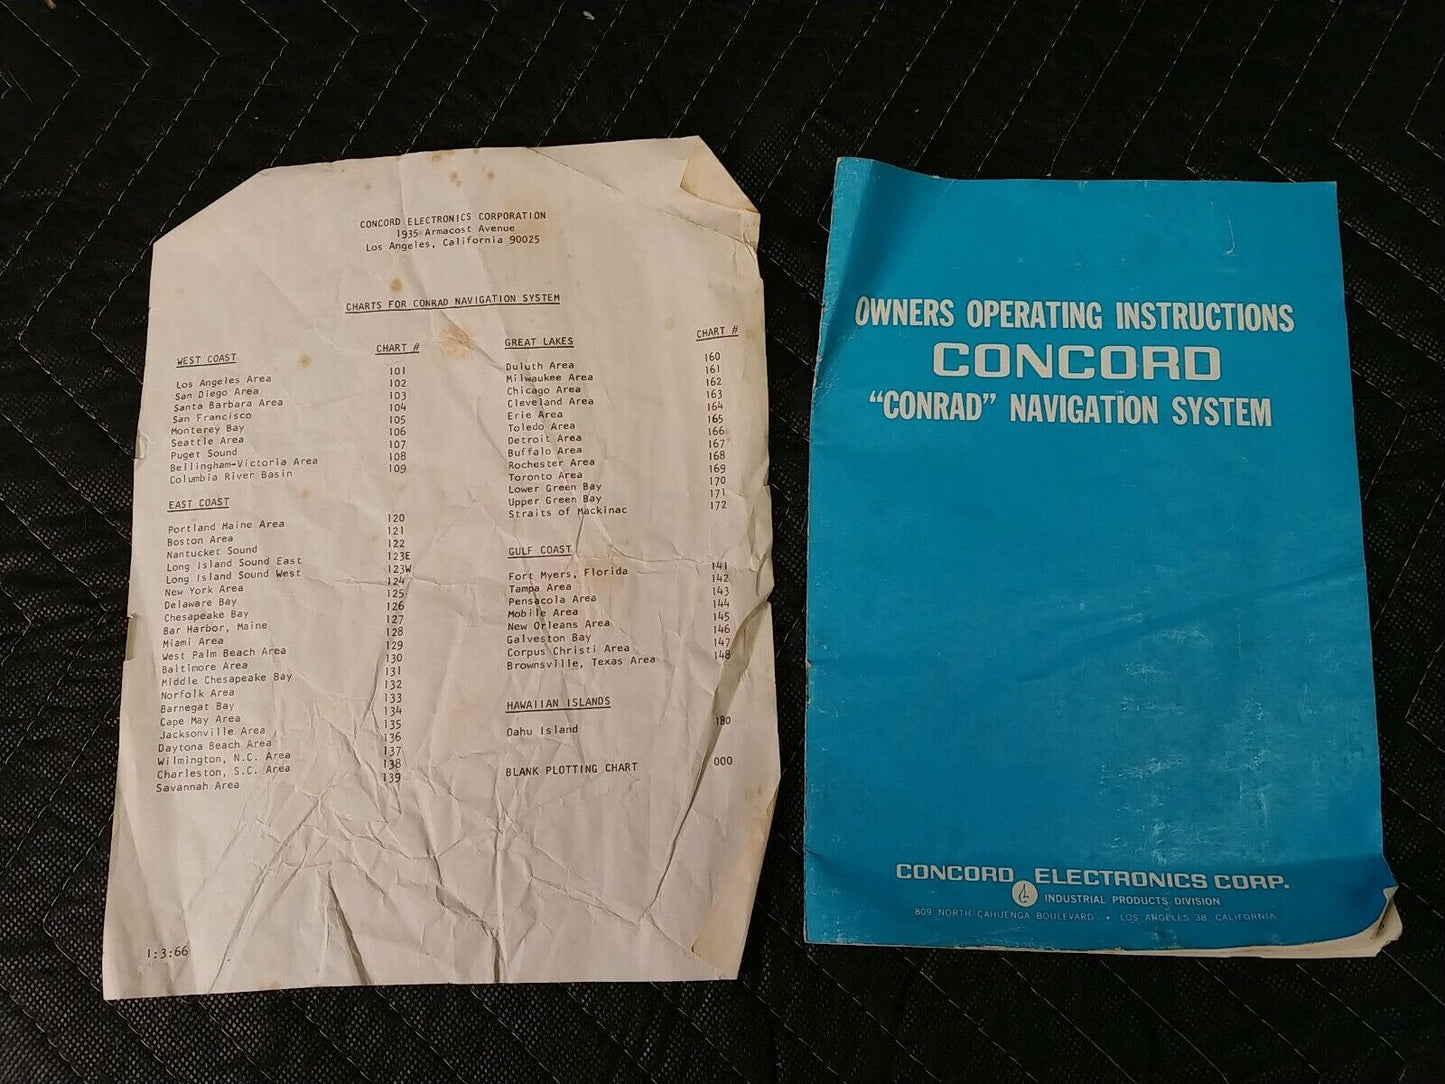 CONCORD ELECTRONICS CORPORATION
1935 Armacost Avenue
Los Angeles, California 90025
CHARTS FOR CONRAD NAVIGATION SYSTEM
WEST COAST CHART #
Los Angeles Area 101
San Diego Area 102
Santa Barbara Area 103
San Francisco 104
Monterey Bay 105
Seattle Area 106
Puget Sound 107
Bellingham-Victoria Area 108
Columbia River Basin 109
EAST COAST
Portland Maine Area 120
Boston Area 121
Nantucket Sound 122
Long Island Sound East 123E
Long Island Sound West 123W
New York Area 124
Delaware Bay 125
Chesapeake Bay 126
Bar Harbor, Maine 127
Miami Area 128
West Palm Beach Area 129
Baltimore Area 130
Middle Chesapeake Bay 131
Norfolk Area 132
Barnegat Bay 133
Cape May Area 134
Jacksonville Area 135
Daytona Beach Area 136
Wilmington, N.C. Area 137
Charleston, S.C. Area 138
Savannah Area 139
1:3:66
GREAT LAKES CHART #
Duluth Area 160
Milwaukee Area 161
Chicago Area 162
Cleveland Area 163
Erie Area 164
Toledo Area 165
Detroit Area 166
Buffalo Area 167
Rochester Area 168
Toronto Area 169
Lower Green Bay 170
Upper Green Bay 171
Straits of Mackinac 172
GULF COAST
Fort Myers, Florida 141
Tampa Area 142
Pensacola Area 143
Mobile Area 144
New Orleans Area 145
Galveston Bay 146
Corpus Christi Area 147
Brownsville, Texas Area 148
HAWAIIAN ISLANDS
Oahu Island 180
BLANK PLOTTING CHART 000
OWNERS OPERATING INSTRUCTIONS
CONCORD
"CONRAD" NAVIGATION SYSTEM
CONCORD ELECTRONICS CORP.
INDUSTRIAL PRODUCTS DIVISION
809 NORTH CAHUENGA BOULEVARD. • LOS ANGELES 38, CALIFORNIA